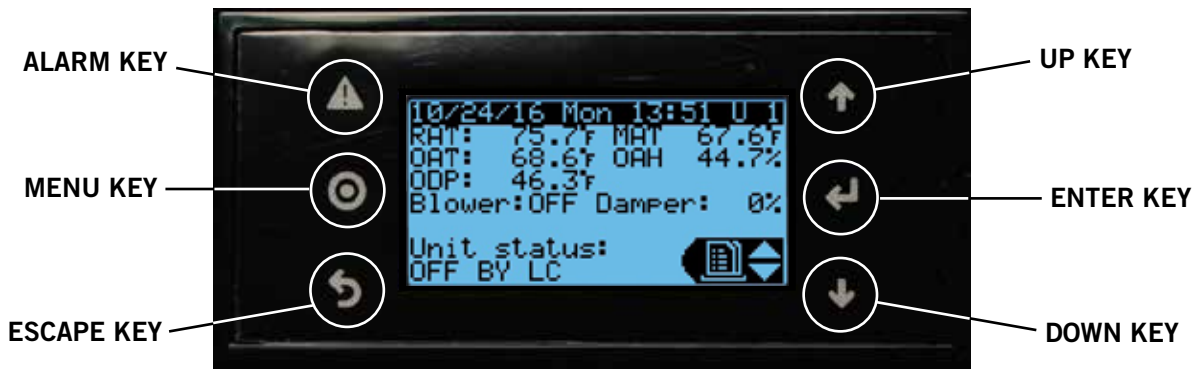 ALARM KEY
MENU KEY
ESCAPE KEY
10/24/16 Mon 13:51 U 1
RAT: 75.7°F MAT 67.6°F
OAT: 68.6°F OAH 44.7%
ODP: 46.3°F
Blower:OFF Damper: 0%
Unit status:
OFF BY LC
UP KEY
ENTER KEY
DOWN KEY